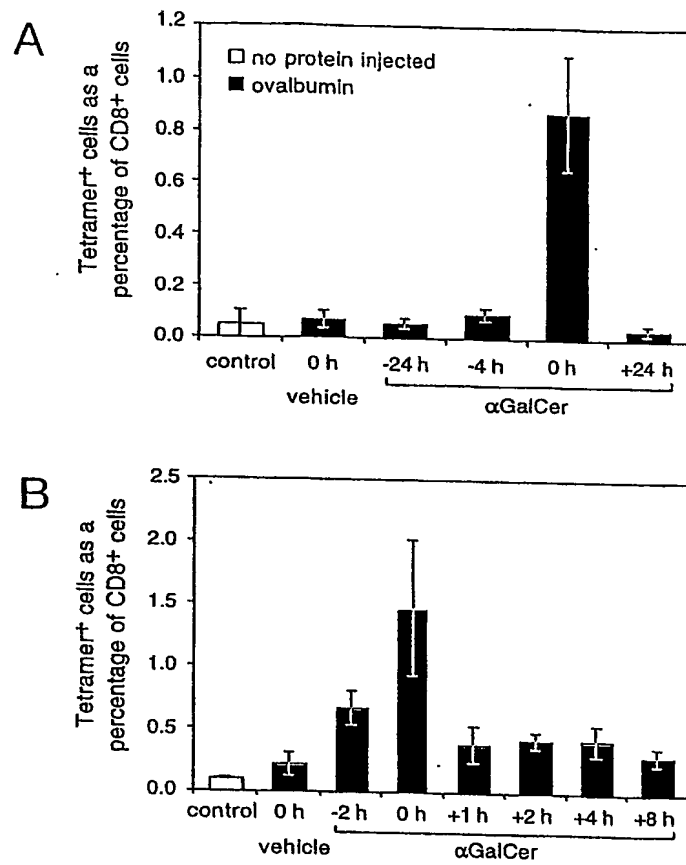 A
Tetramer+ cells as a
percentage of CD8+ cells
1.2
1.0
0.8
0.6
0.4
0.2
0.0
no protein injected
ovalbumin
control 0 h -24 h -4 h 0 h +24 h
vehicle αGalCer
B
Tetramer+ cells as a
percentage of CD8+ cells
2.5
2.0
1.5
1.0
0.5
0.0
control 0 h -2 h 0 h +1 h +2 h +4 h +8 h
vehicle αGalCer